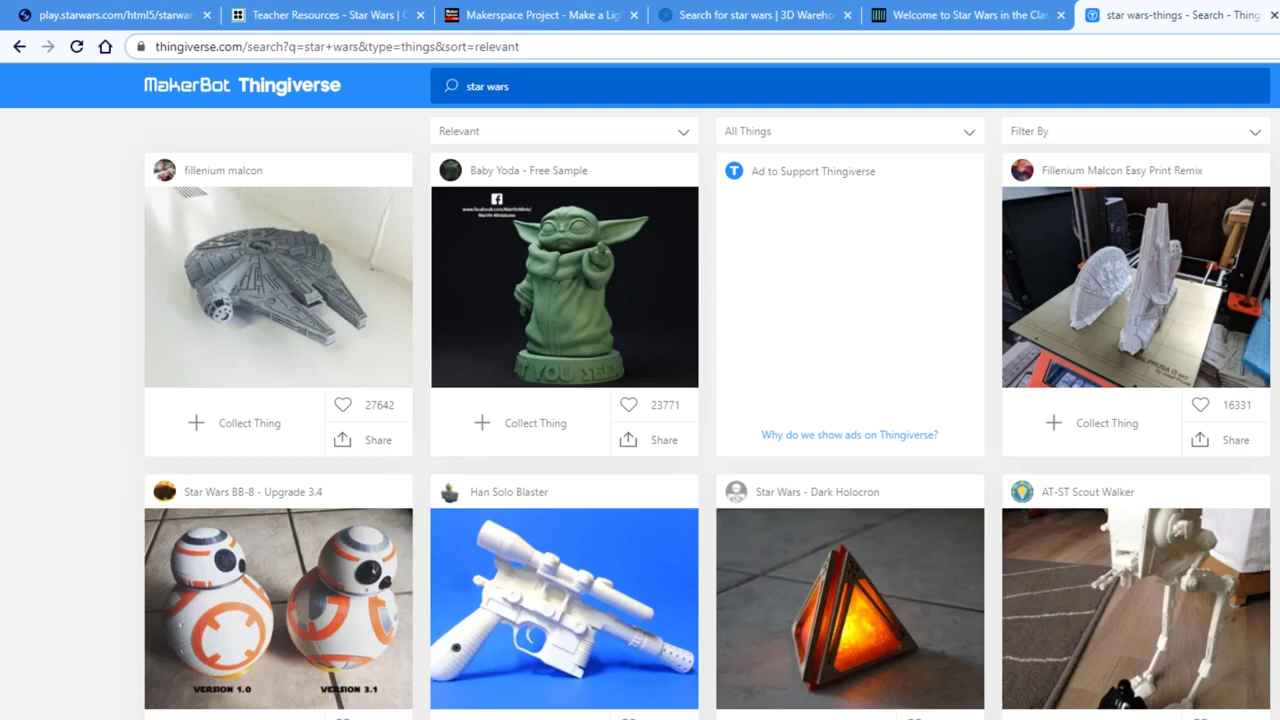 play.starwars.com/html5/starwar
Teacher Resources - Star Wars |
Makerspace Project - Make a Lig
Search for star wars | 3D Wareho
Welcome to Star Wars in the Clas
star wars-things - Search - Thing
thingiverse.com/search?q=star+wars&type=things&sort=relevant
MakerBot Thingiverse
star wars
Relevant
All Things
Filter By
fillenium malcon
Baby Yoda - Free Sample
Ad to Support Thingiverse
Fillenium Malcon Easy Print Remix
Collect Thing
27642
Share
Collect Thing
23771
Share
Why do we show ads on Thingiverse?
Collect Thing
16331
Share
Star Wars BB-8 - Upgrade 3.4
Han Solo Blaster
Star Wars - Dark Holocron
AT-ST Scout Walker
VERSION 1.0
VERSION 3.1